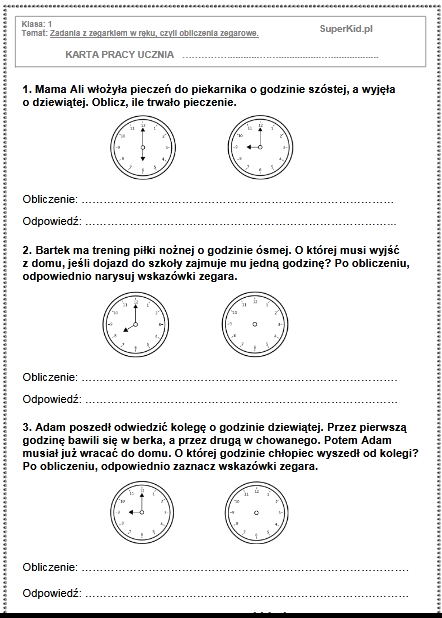 Klasa: 1
Temat: Zadania z zegarkiem w ręku, czyli obliczenia zegarowe.
SuperKid.pl
KARTA PRACY UCZNIA ……………………………………………………
1. Mama Ali włożyła pieczeń do piekarnika o godzinie szóstej, a wyjęła
o dziewiątej. Oblicz, ile trwało pieczenie.
Obliczenie: ……………………………………………………………………………
Odpowiedź: ……………………………………………………………………………
2. Bartek ma trening piłki nożnej o godzinie ósmej. O której musi wyjść
z domu, jeśli dojazd do szkoły zajmuje mu jedną godzinę? Po obliczeniu,
odpowiednio narysuj wskazówki zegara.
Obliczenie: ……………………………………………………………………………
Odpowiedź: ……………………………………………………………………………
3. Adam poszedł odwiedzić kolegę o godzinie dziewiątej. Przez pierwszą
godzinę bawili się w berka, a przez drugą w chowanego. Potem Adam
musiał już wracać do domu. O której godzinie chłopiec wyszedł od kolegi?
Po obliczeniu, odpowiednio zaznacz wskazówki zegara.
Obliczenie: ……………………………………………………………………………
Odpowiedź: ……………………………………………………………………………